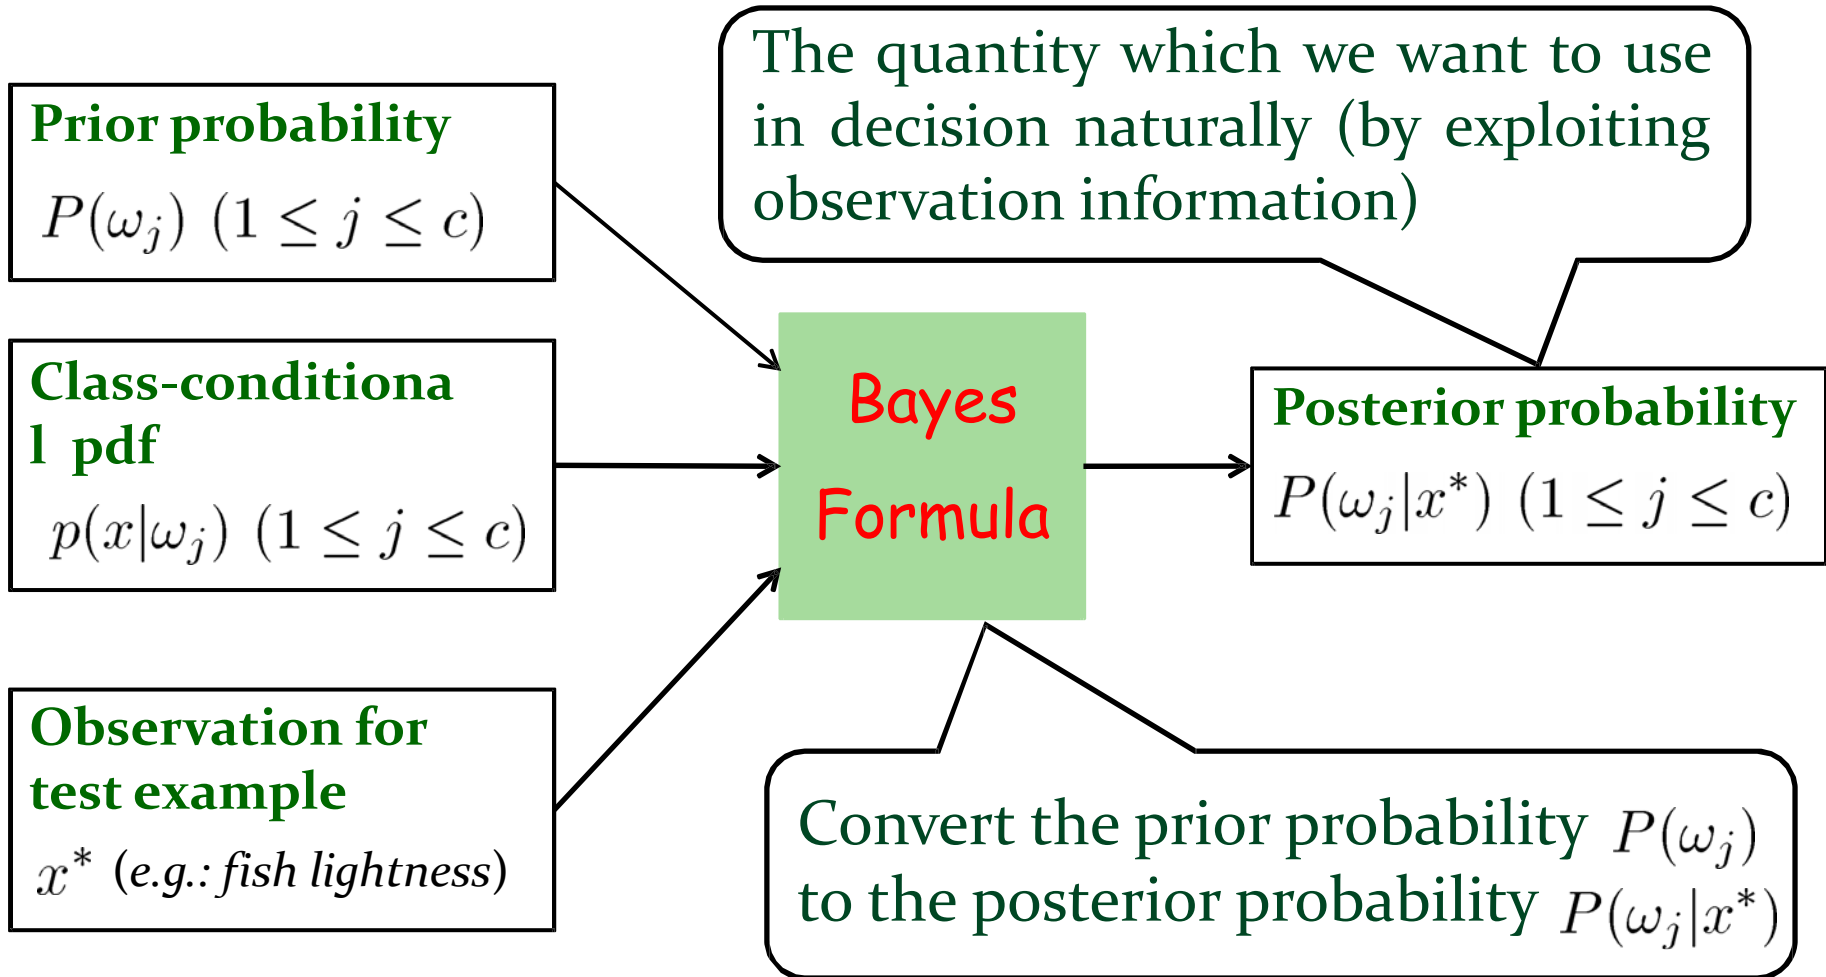 Prior probability
P(ω_j) (1 ≤ j ≤ c)
Class-conditiona
l pdf
p(x|ω_j) (1 ≤ j ≤ c)
Observation for
test example
x* (e.g.: fish lightness)
Bayes
Formula
The quantity which we want to use
in decision naturally (by exploiting
observation information)
Posterior probability
P(ω_j|x*) (1 ≤ j ≤ c)
Convert the prior probability P(ω_j)
to the posterior probability P(ω_j|x*)